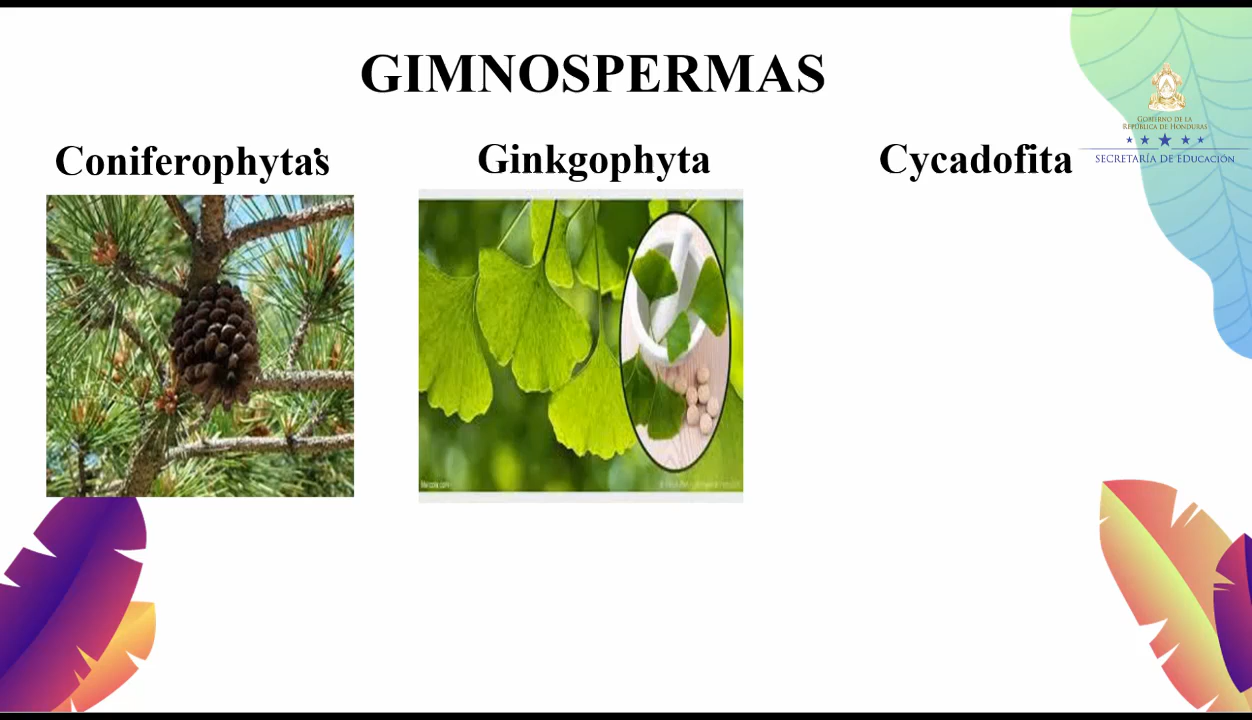 GIMNOSPERMAS
GOBIERNO DE LA
REPÚBLICA DE HONDURAS
SECRETARÍA DE EDUCACIÓN
Coniferophytas
Ginkgophyta
Cycadofita